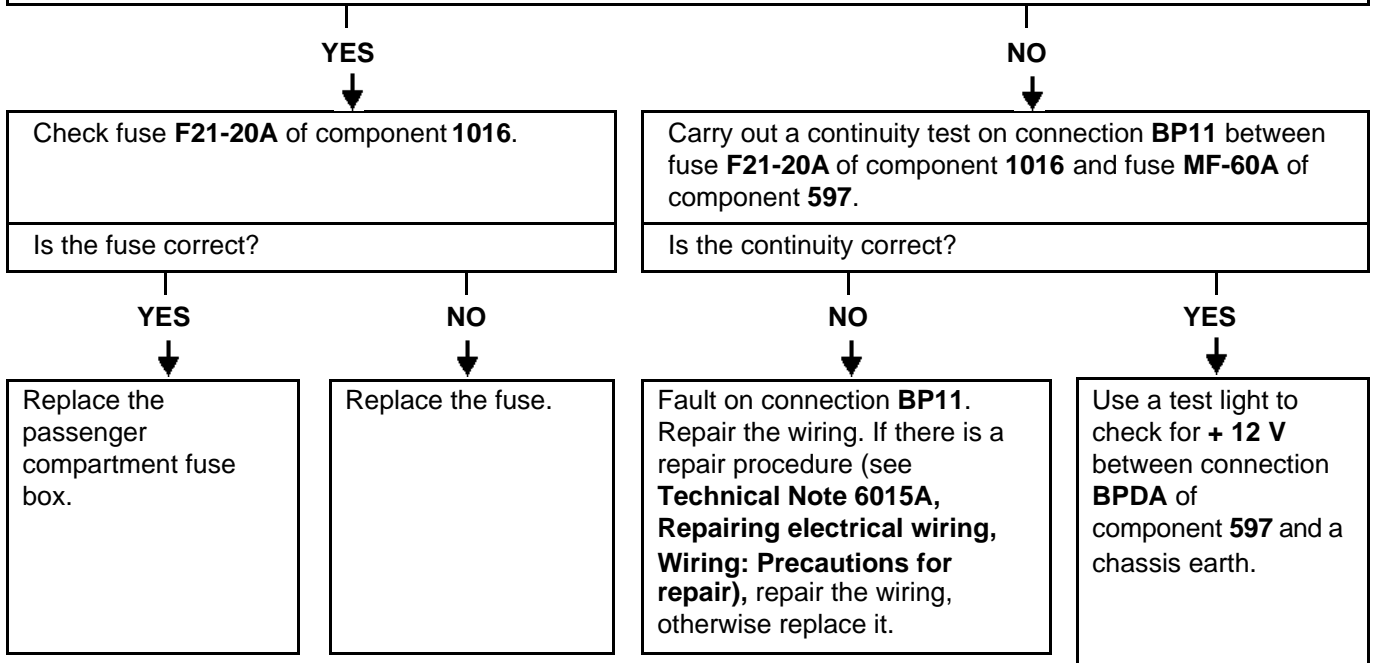 YES
NO
Check fuse F21-20A of component 1016.
Is the fuse correct?
Carry out a continuity test on connection BP11 between
fuse F21-20A of component 1016 and fuse MF-60A of
component 597.
Is the continuity correct?
YES
NO
NO
YES
Replace the
passenger
compartment fuse
box.
Replace the fuse.
Fault on connection BP11.
Repair the wiring. If there is a
repair procedure (see
Technical Note 6015A,
Repairing electrical wiring,
Wiring: Precautions for
repair), repair the wiring,
otherwise replace it.
Use a test light to
check for + 12 V
between connection
BPDA of
component 597 and a
chassis earth.